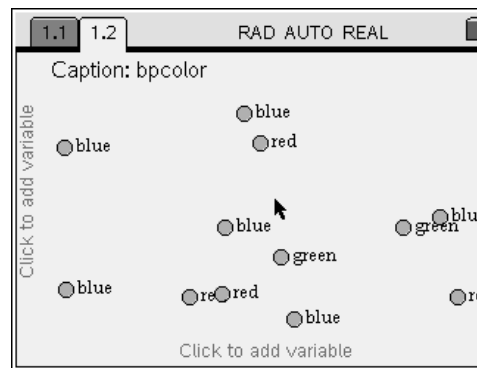 1.1 1.2 RAD AUTO REAL
Caption: bpcolor
Click to add variable
blue
red
blue
blue
green
blue
green
blue
red
blue
Click to add variable